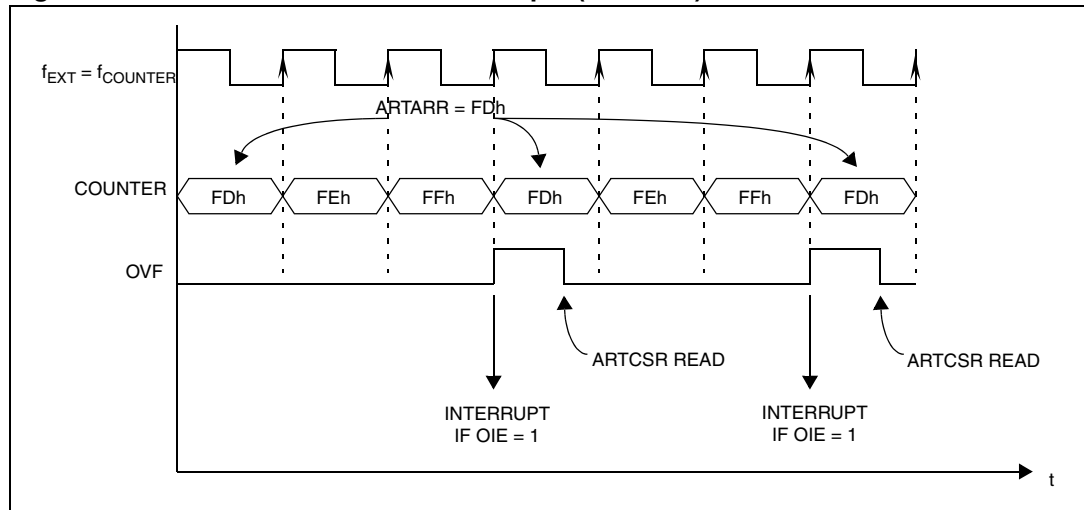 fEXT = fCOUNTER
ARTARR = FDh
COUNTER
FDh FEh FFh FDh FEh FFh FDh
OVF
ARTCSR READ ARTCSR READ
INTERRUPT INTERRUPT
IF OIE = 1 IF OIE = 1
t